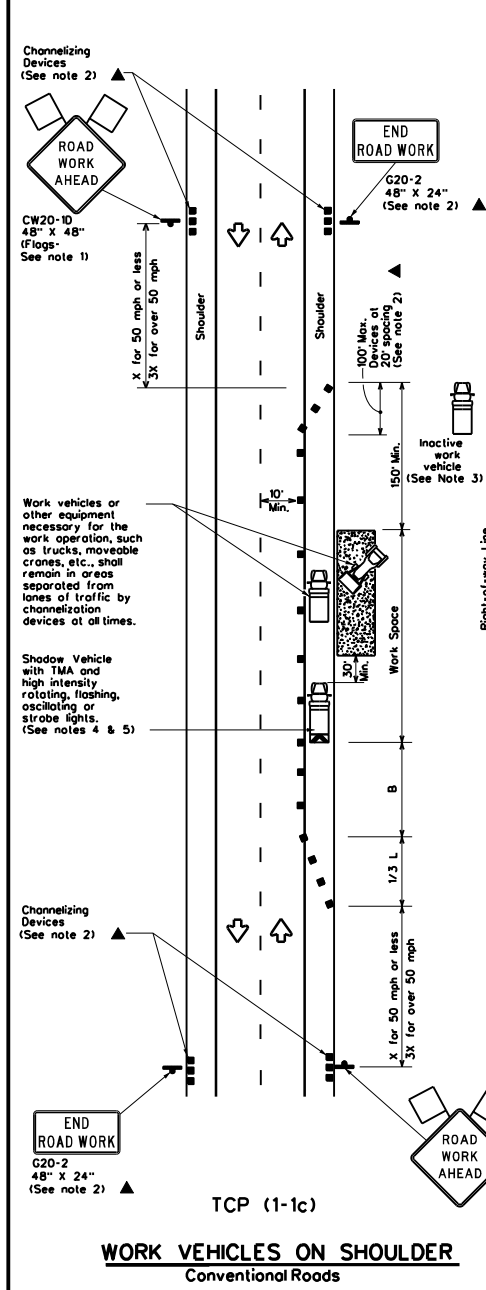 Channelizing
Devices
(See note 2) ▲
ROAD
WORK
AHEAD
CW20-1D
48" X 48"
(Flags-
See note 1)
X for 50 mph or less
3X for over 50 mph
Shoulder
Shoulder
END
ROAD WORK
G20-2
48" X 24"
(See note 2) ▲
100' Max.
Devices at
20' spacing
(See note 2)
▲
150' Min.
Inactive
work
vehicle
(See Note 3)
10'
Min.
Work vehicles or
other equipment
necessary for the
work operation, such
as trucks, moveable
cranes, etc., shall
remain in areas
separated from
lanes of traffic by
channelization
devices at all times.
Right-of-way Line
Work Space
30'
Min.
Shadow Vehicle
with TMA and
high intensity
rotating, flashing,
oscillating or
strobe lights.
(See notes 4 & 5)
B
1/3 L
Channelizing
Devices
(See note 2) ▲
X for 50 mph or less
3X for over 50 mph
END
ROAD WORK
G20-2
48" X 24"
(See note 2) ▲
ROAD
WORK
AHEAD
TCP (1-1c)
WORK VEHICLES ON SHOULDER
Conventional Roads